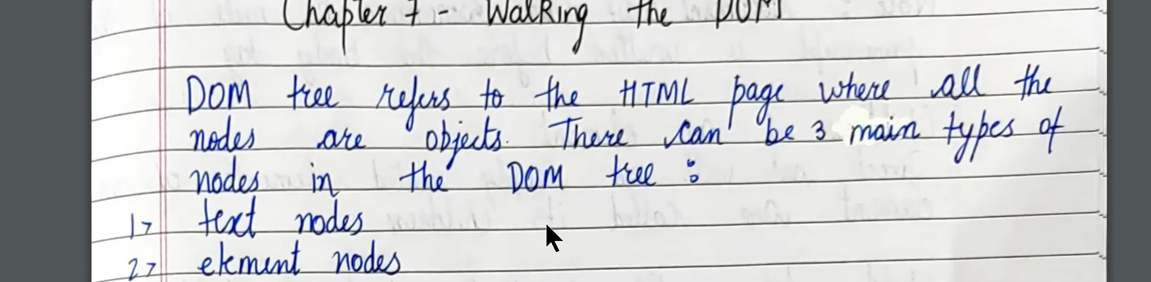 Chapter 7 - Walking the DOM
DOM tree refers to the HTML page where all the
nodes are objects. There can be 3 main types of
nodes in the DOM tree :
1> text nodes
2> element nodes